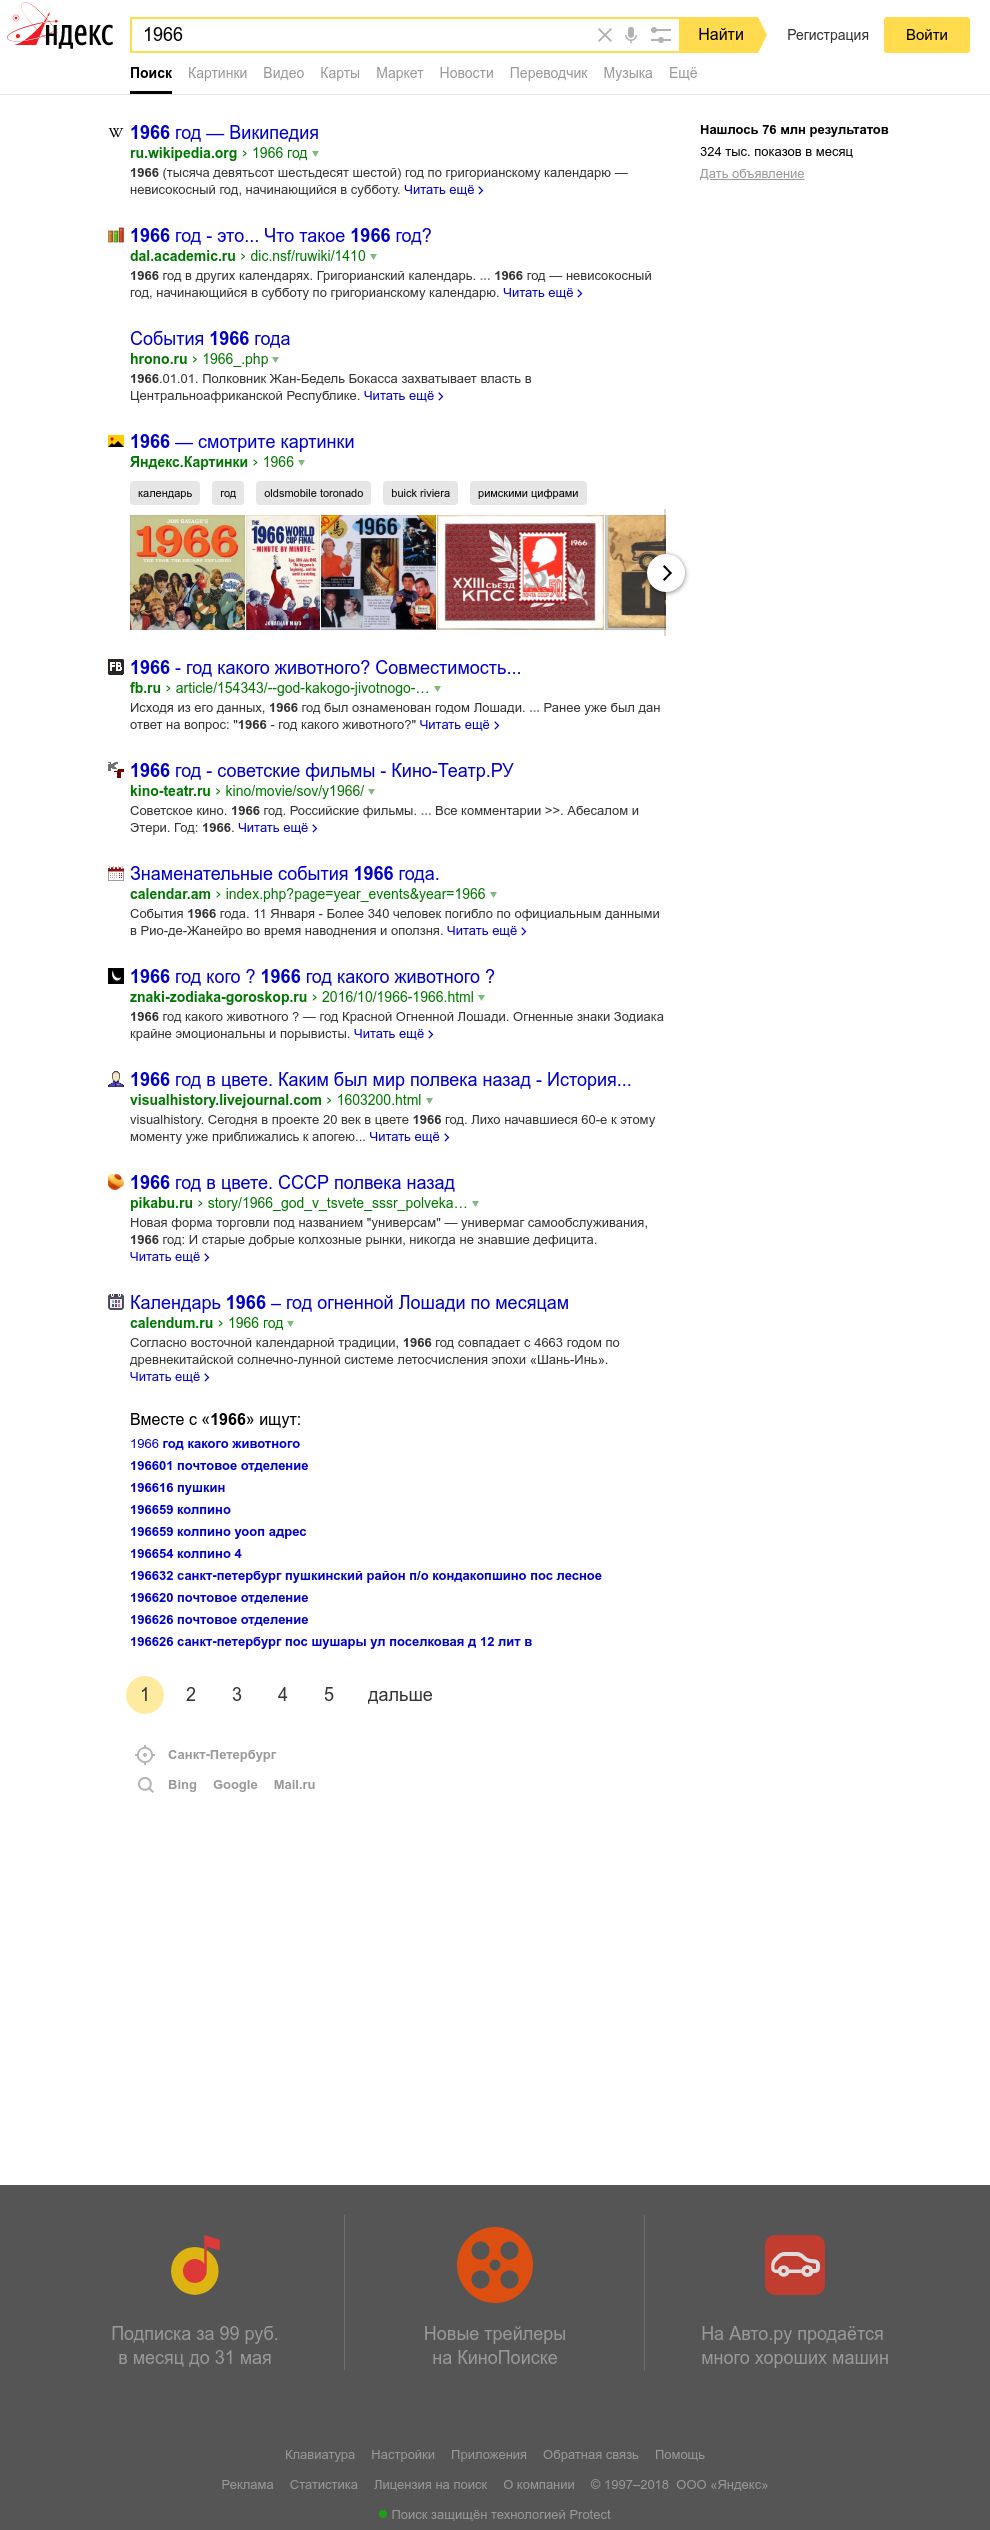 ндекс
1966
Найти
Регистрация
Войти
Поиск Картинки Видео Карты Маркет Новости Переводчик Музыка Ещё
Нашлось 76 млн результатов
324 тыс. показов в месяц
Дать объявление
1966 год — Википедия
ru.wikipedia.org › 1966 год
1966 (тысяча девятьсот шестьдесят шестой) год по григорианскому календарю —
невисокосный год, начинающийся в субботу. Читать ещё ›
1966 год - это... Что такое 1966 год?
dal.academic.ru › dic.nsf/ruwiki/1410
1966 год в других календарях. Григорианский календарь. ... 1966 год — невисокосный
год, начинающийся в субботу по григорианскому календарю. Читать ещё ›
События 1966 года
hrono.ru › 1966_.php
1966.01.01. Полковник Жан-Бедель Бокасса захватывает власть в
Центральноафриканской Республике. Читать ещё ›
1966 — смотрите картинки
Яндекс.Картинки › 1966
календарь год oldsmobile toronado buick riviera римскими цифрами
JON SAVAGE'S
1966
THE YEAR THE DECADE EXPLODED
THE
1966 WORLD
CUP FINAL
MINUTE BY MINUTE
JONATHAN MAYO
1966
1966
XXIII СЪЕЗД
КПСС
1
FB
1966 - год какого животного? Совместимость...
fb.ru › article/154343/--god-kakogo-jivotnogo-…
Исходя из его данных, 1966 год был ознаменован годом Лошади. ... Ранее уже был дан
ответ на вопрос: "1966 - год какого животного?" Читать ещё ›
1966 год - советские фильмы - Кино-Театр.РУ
kino-teatr.ru › kino/movie/sov/y1966/
Советское кино. 1966 год. Российские фильмы. ... Все комментарии >>. Абесалом и
Этери. Год: 1966. Читать ещё ›
Знаменательные события 1966 года.
calendar.am › index.php?page=year_events&year=1966
События 1966 года. 11 Января - Более 340 человек погибло по официальным данными
в Рио-де-Жанейро во время наводнения и оползня. Читать ещё ›
1966 год кого ? 1966 год какого животного ?
znaki-zodiaka-goroskop.ru › 2016/10/1966-1966.html
1966 год какого животного ? — год Красной Огненной Лошади. Огненные знаки Зодиака
крайне эмоциональны и порывисты. Читать ещё ›
1966 год в цвете. Каким был мир полвека назад - История...
visualhistory.livejournal.com › 1603200.html
visualhistory. Сегодня в проекте 20 век в цвете 1966 год. Лихо начавшиеся 60-е к этому
моменту уже приближались к апогею... Читать ещё ›
1966 год в цвете. СССР полвека назад
pikabu.ru › story/1966_god_v_tsvete_sssr_polveka…
Новая форма торговли под названием "универсам" — универмаг самообслуживания,
1966 год: И старые добрые колхозные рынки, никогда не знавшие дефицита.
Читать ещё ›
Календарь 1966 – год огненной Лошади по месяцам
calendum.ru › 1966 год
Согласно восточной календарной традиции, 1966 год совпадает с 4663 годом по
древнекитайской солнечно-лунной системе летосчисления эпохи «Шань-Инь».
Читать ещё ›
Вместе с «1966» ищут:
1966 год какого животного
196601 почтовое отделение
196616 пушкин
196659 колпино
196659 колпино уооп адрес
196654 колпино 4
196632 санкт-петербург пушкинский район п/о кондакопшино пос лесное
196620 почтовое отделение
196626 почтовое отделение
196626 санкт-петербург пос шушары ул поселковая д 12 лит в
1 2 3 4 5 дальше
Санкт-Петербург
Bing Google Mail.ru
Подписка за 99 руб.
в месяц до 31 мая
Новые трейлеры
на КиноПоиске
На Авто.ру продаётся
много хороших машин
Клавиатура Настройки Приложения Обратная связь Помощь
Реклама Статистика Лицензия на поиск О компании © 1997–2018 ООО «Яндекс»
Поиск защищён технологией Protect